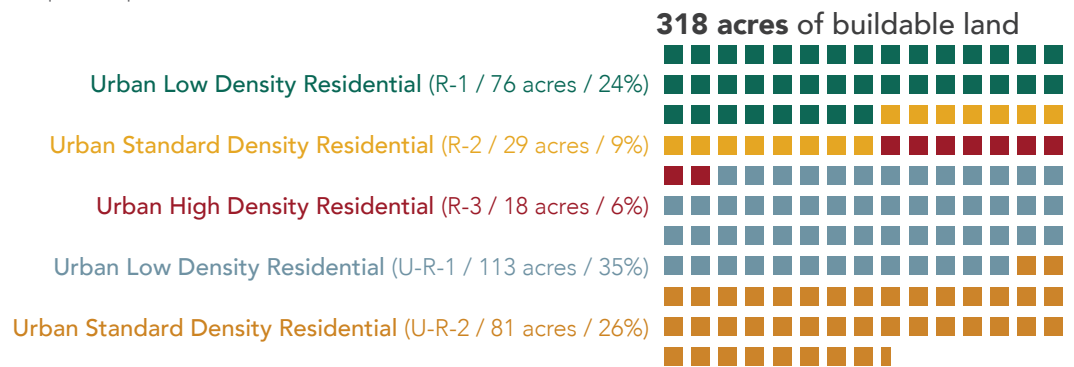 318 acres of buildable land
Urban Low Density Residential (R-1 / 76 acres / 24%)
Urban Standard Density Residential (R-2 / 29 acres / 9%)
Urban High Density Residential (R-3 / 18 acres / 6%)
Urban Low Density Residential (U-R-1 / 113 acres / 35%)
Urban Standard Density Residential (U-R-2 / 81 acres / 26%)